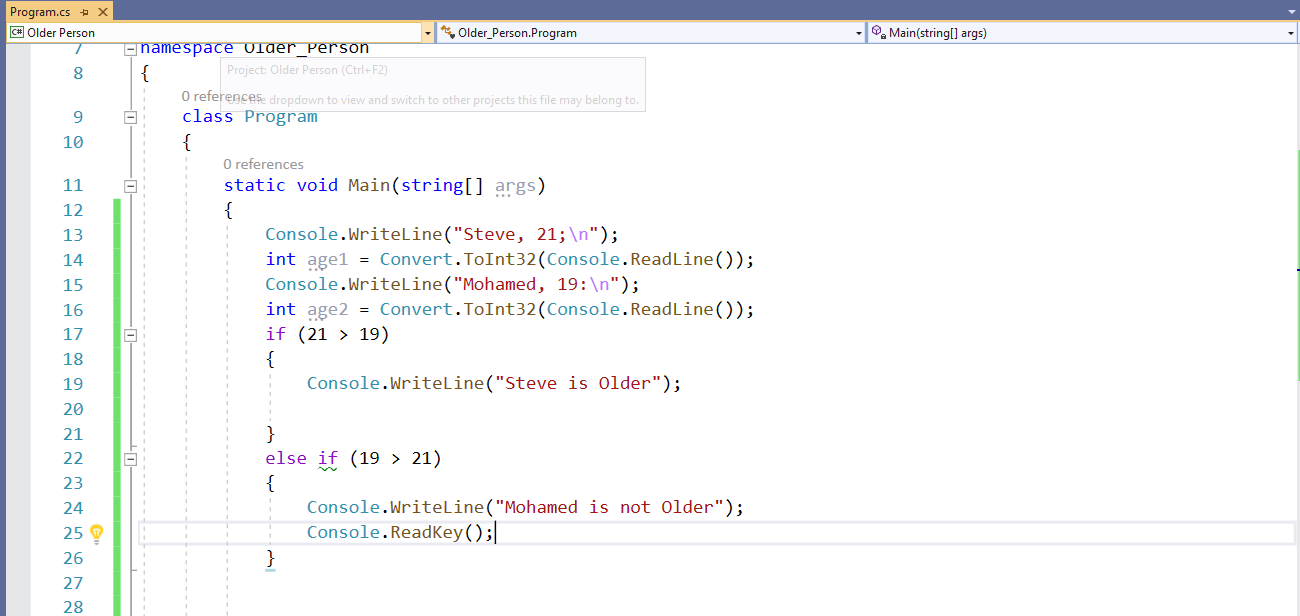 Program.cs
C# Older Person
Older_Person.Program
Main(string[] args)
7 namespace Older_Person
8 {
Project: Older Person (Ctrl+F2)
0 references
Use the dropdown to view and switch to other projects this file may belong to.
9 class Program
10 {
0 references
11 static void Main(string[] args)
12 {
13 Console.WriteLine("Steve, 21;\n");
14 int age1 = Convert.ToInt32(Console.ReadLine());
15 Console.WriteLine("Mohamed, 19:\n");
16 int age2 = Convert.ToInt32(Console.ReadLine());
17 if (21 > 19)
18 {
19 Console.WriteLine("Steve is Older");
20
21 }
22 else if (19 > 21)
23 {
24 Console.WriteLine("Mohamed is not Older");
25 Console.ReadKey();
26 }
27
28